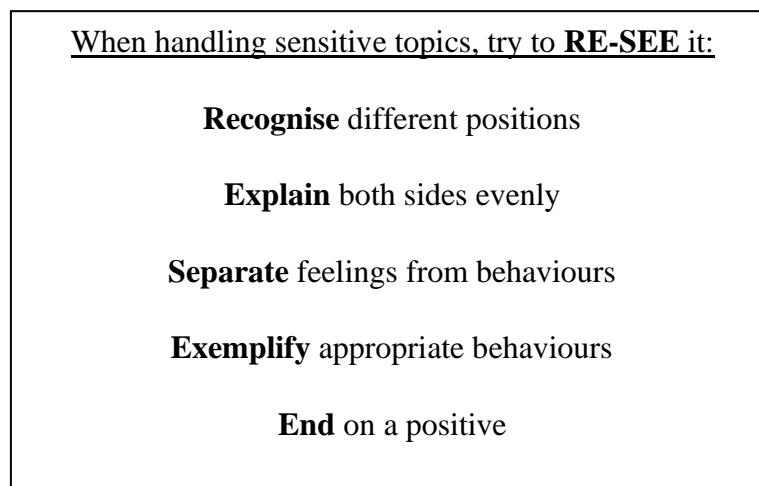 When handling sensitive topics, try to RE-SEE it:
Recognise different positions
Explain both sides evenly
Separate feelings from behaviours
Exemplify appropriate behaviours
End on a positive